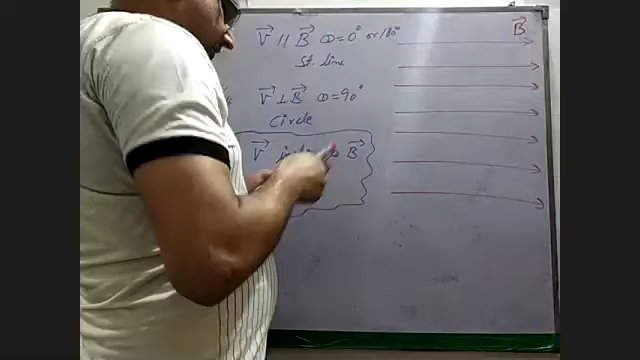 V⃗ // B⃗ θ=0° or 180°
St. line
V⃗ ⊥ B⃗ θ=90°
Circle
V⃗ B⃗
B⃗